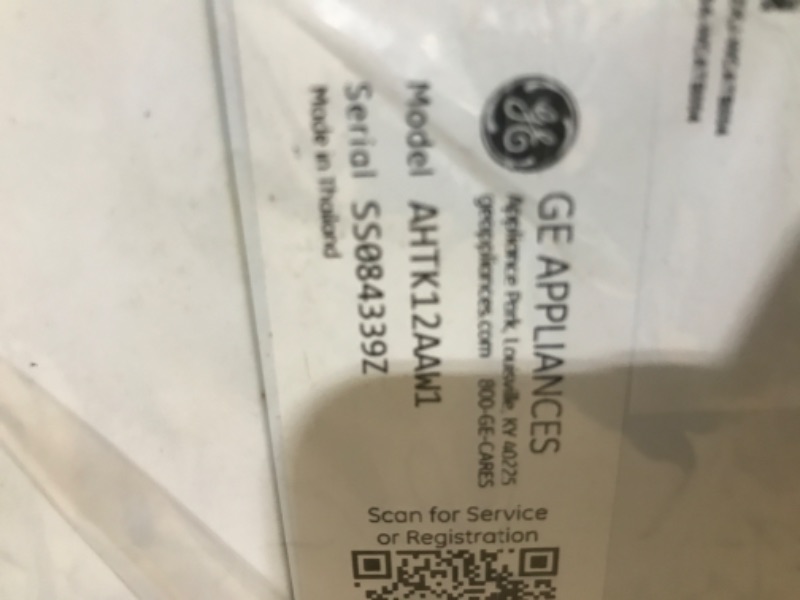 GE
GE APPLIANCES
Appliance Park, Louisville, KY 40225
geappliances.com 800-GE-CARES
Model AHTK12AAW1
Serial SS084339Z
Made in Thailand
Scan for Service
or Registration